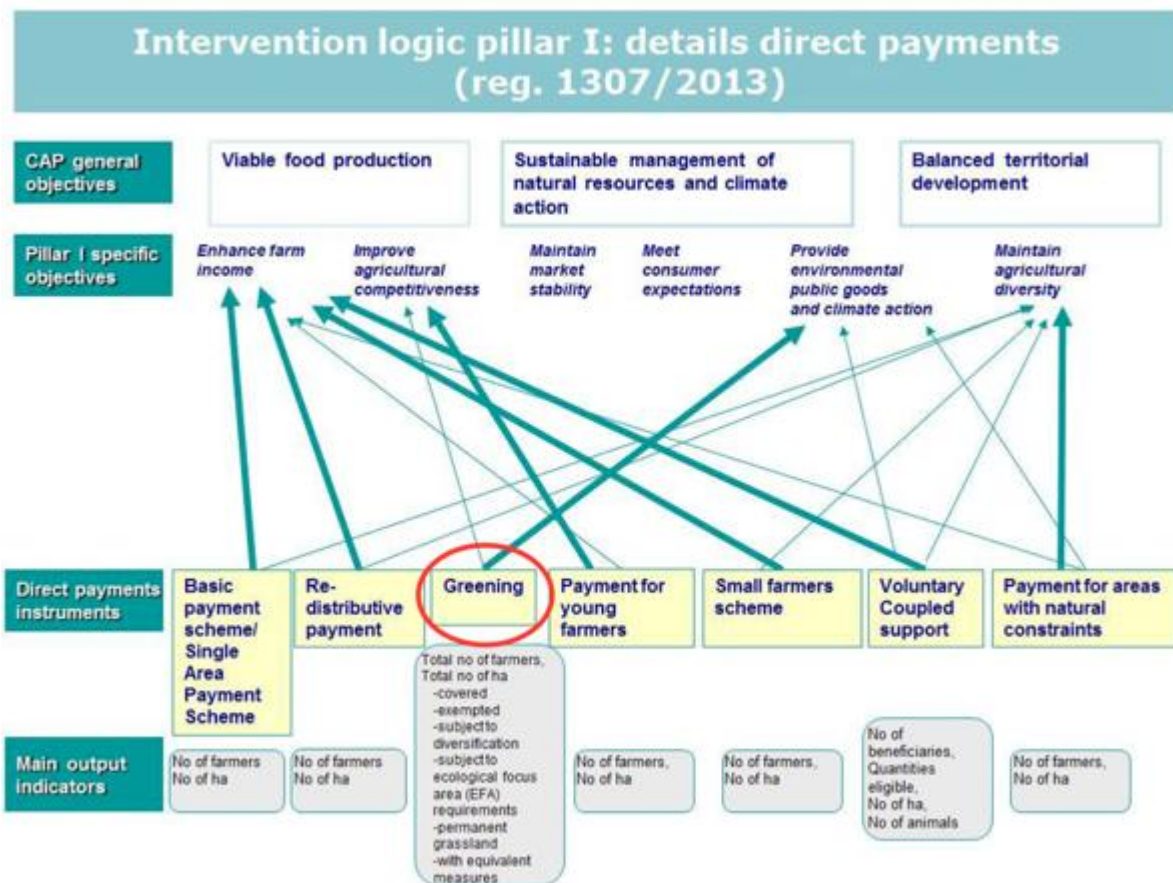 Intervention logic pillar I: details direct payments
(reg. 1307/2013)
CAP general
objectives
Viable food production
Sustainable management of
natural resources and climate
action
Balanced territorial
development
Pillar I specific
objectives
Enhance farm
income
Improve
agricultural
competitiveness
Maintain
market
stability
Meet
consumer
expectations
Provide
environmental
public goods
and climate action
Maintain
agricultural
diversity
Direct payments
instruments
Basic
payment
scheme/
Single
Area
Payment
Scheme
Re-
distributive
payment
Greening
Payment for
young
farmers
Small farmers
scheme
Voluntary
Coupled
support
Payment for areas
with natural
constraints
Main output
indicators
No of farmers
No of ha
No of farmers
No of ha
Total no of farmers,
Total no of ha
-covered
-exempted
-subject to
diversification
-subject to
ecological focus
area (EFA)
requirements
-permanent
grassland
-with equivalent
measures
No of farmers,
No of ha
No of farmers,
No of ha
No of
beneficiaries,
Quantities
eligible,
No of ha,
No of animals
No of farmers,
No of ha